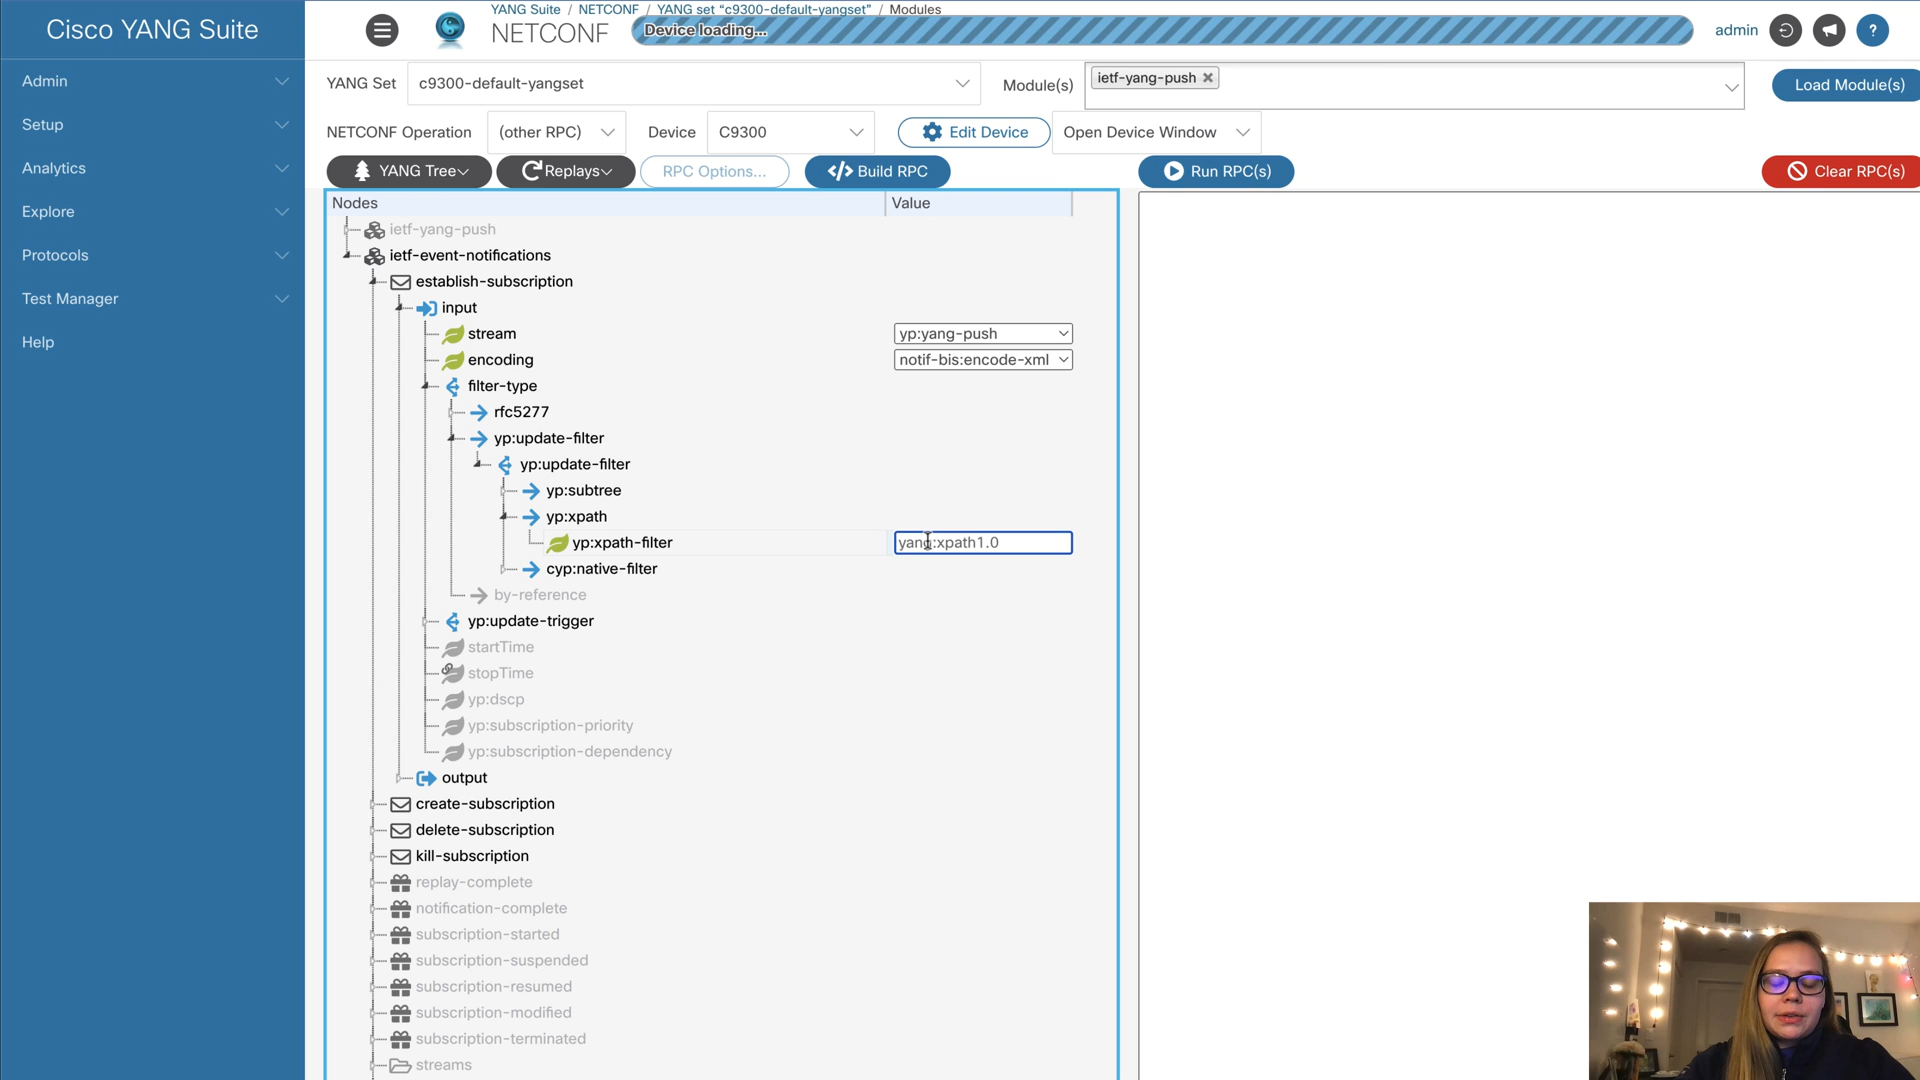 Cisco YANG Suite
Admin
Setup
Analytics
Explore
Protocols
Test Manager
Help
YANG Suite / NETCONF / YANG set “c9300-default-yangset” / Modules
NETCONF
Device loading...
admin
?
YANG Set
c9300-default-yangset
Module(s)
ietf-yang-push
Load Module(s)
NETCONF Operation
(other RPC)
Device
C9300
Edit Device
Open Device Window
YANG Tree
Replays
RPC Options...
Build RPC
Run RPC(s)
Clear RPC(s)
Nodes
Value
ietf-yang-push
ietf-event-notifications
establish-subscription
input
stream
yp:yang-push
encoding
notif-bis:encode-xml
filter-type
rfc5277
yp:update-filter
yp:update-filter
yp:subtree
yp:xpath
yp:xpath-filter
yang:xpath1.0
cyp:native-filter
by-reference
yp:update-trigger
startTime
stopTime
yp:dscp
yp:subscription-priority
yp:subscription-dependency
output
create-subscription
delete-subscription
kill-subscription
replay-complete
notification-complete
subscription-started
subscription-suspended
subscription-resumed
subscription-modified
subscription-terminated
streams